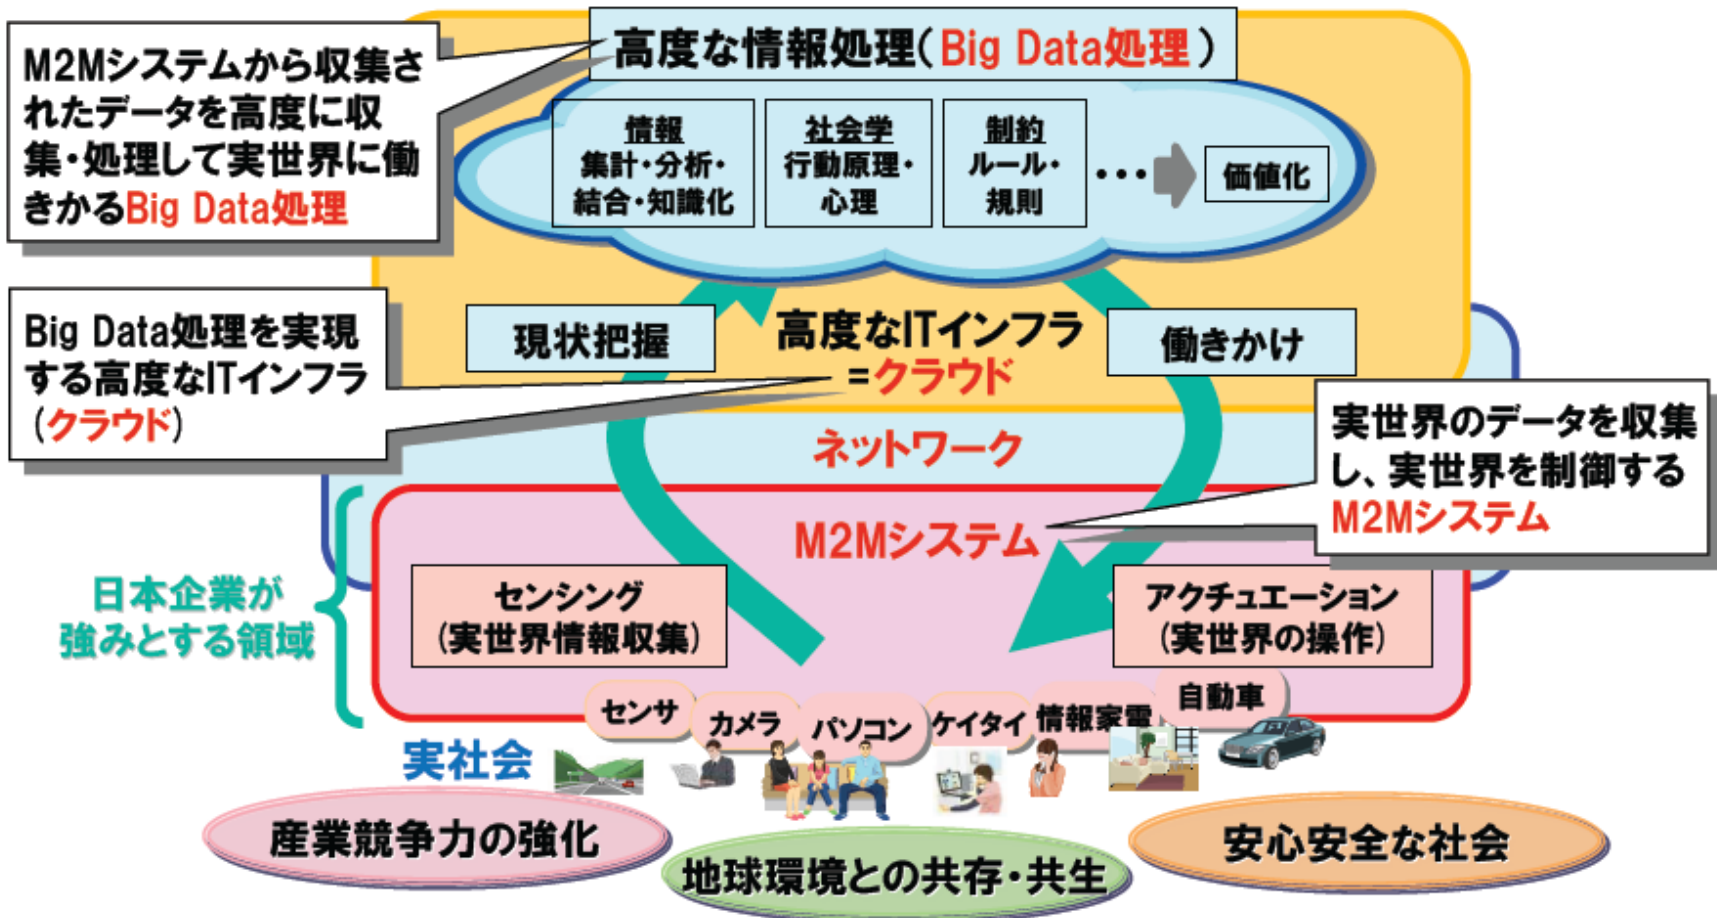 高度な情報処理(Big Data処理)
M2Mシステムから収集さ
れたデータを高度に収
集・処理して実世界に働
きかるBig Data処理
情報
集計・分析・
結合・知識化
社会学
行動原理・
心理
制約
ルール・
規則
・・・
価値化
Big Data処理を実現
する高度なITインフラ
(クラウド)
現状把握
高度なITインフラ
=クラウド
働きかけ
ネットワーク
実世界のデータを収集
し、実世界を制御する
M2Mシステム
M2Mシステム
日本企業が
強みとする領域
センシング
(実世界情報収集)
アクチュエーション
(実世界の操作)
センサ
カメラ
パソコン
ケイタイ
情報家電
自動車
実社会
産業競争力の強化
地球環境との共存・共生
安心安全な社会